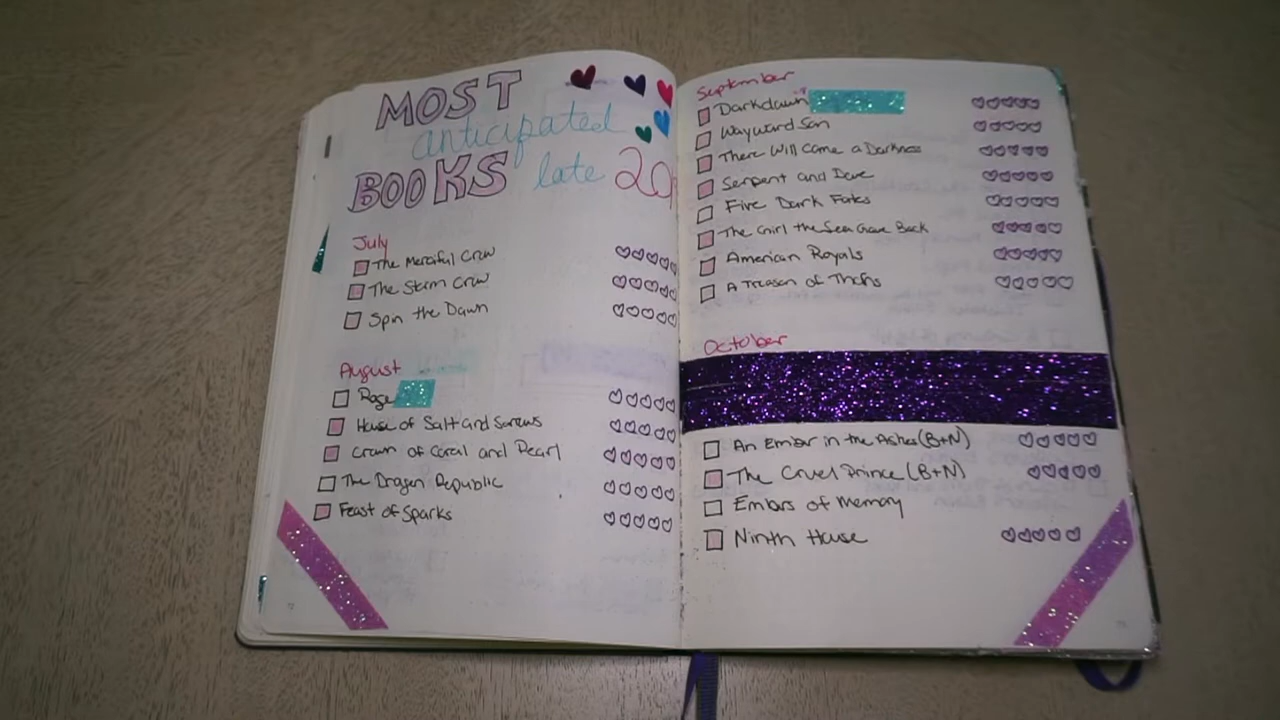 MOST
anticipated
BOOKS late 20
July
The Merciful Crow
The Storm Crow
Spin the Dawn
August
Rage
House of Salt and Sorrows
Crown of Coral and Pearl
The Dragon Republic
Feast of Sparks
September
Darkdawn
Wayward Son
There Will Come a Darkness
Serpent and Dove
Five Dark Fates
The Girl the Sea Gave Back
American Royals
A Treason of Thorns
October
An Ember in the Ashes (B+N)
The Cruel Prince (B+N)
Embers of Memory
Ninth House